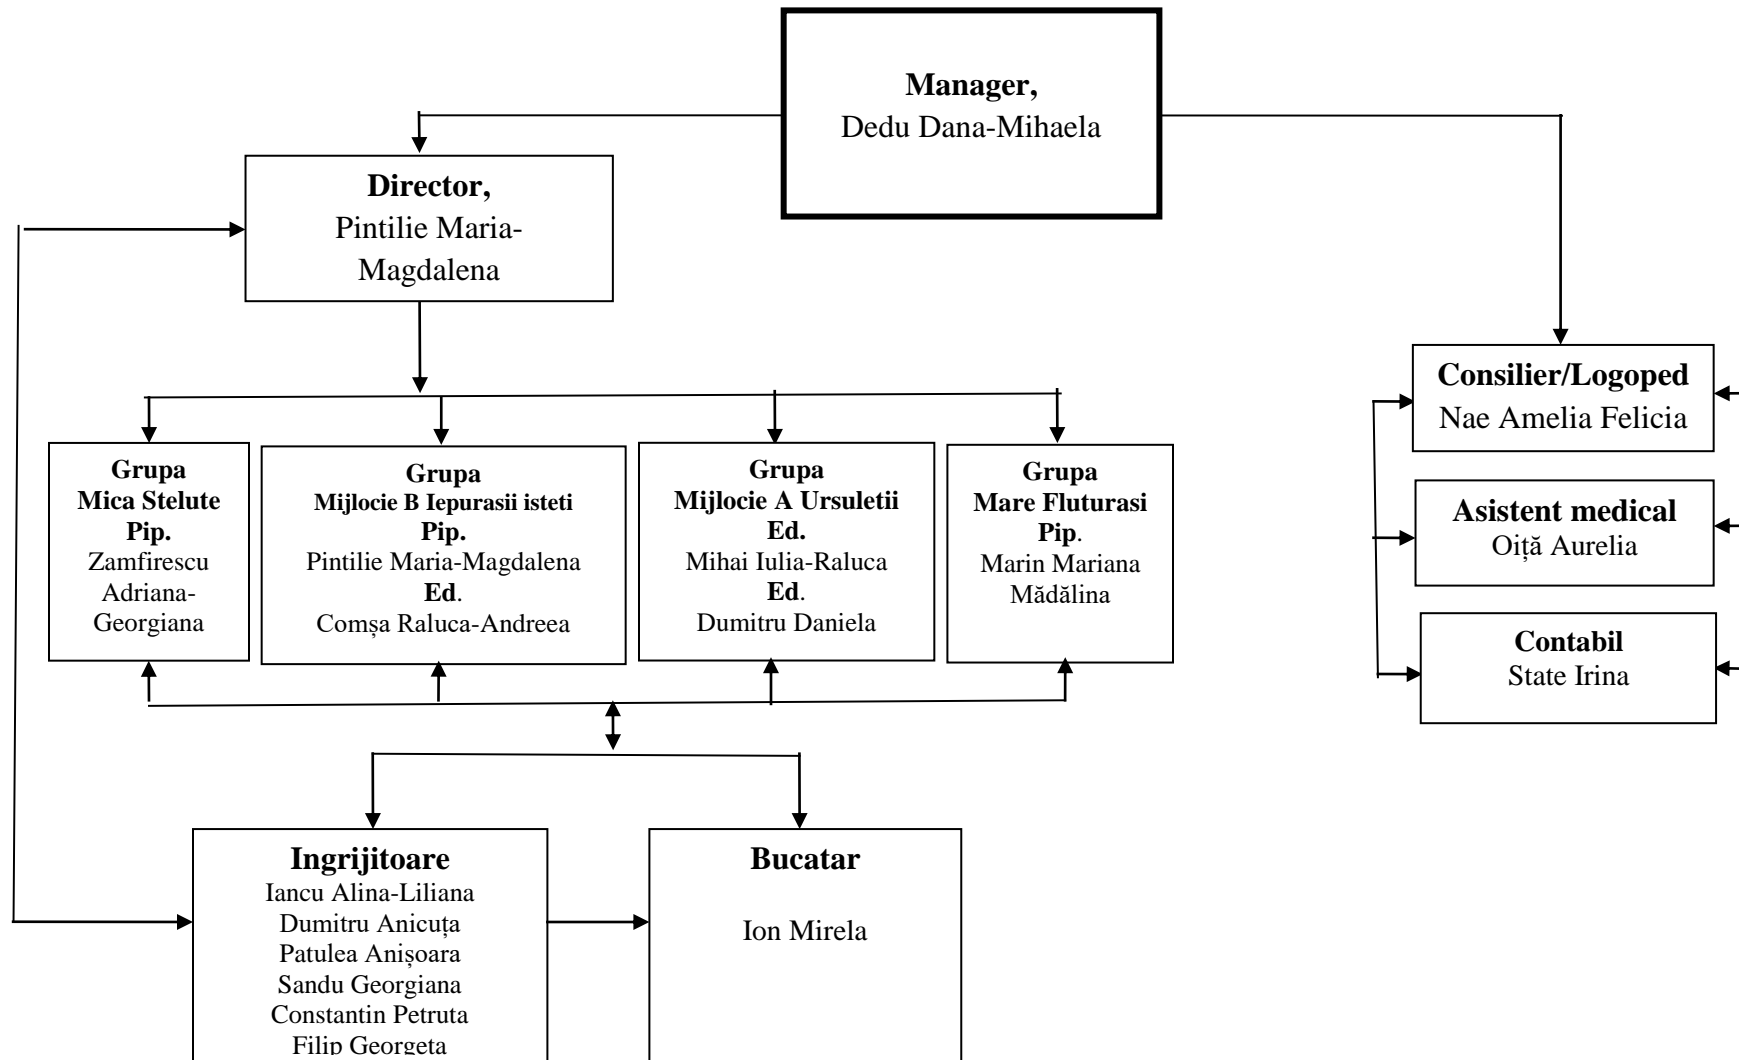 Manager,
Dedu Dana-Mihaela
Director,
Pintilie Maria-
Magdalena
Consilier/Logoped
Nae Amelia Felicia
Asistent medical
Oiță Aurelia
Contabil
State Irina
Grupa
Mica Stelute
Pip.
Zamfirescu
Adriana-
Georgiana
Grupa
Mijlocie B Iepurasii isteti
Pip.
Pintilie Maria-Magdalena
Ed.
Comșa Raluca-Andreea
Grupa
Mijlocie A Ursuletii
Ed.
Mihai Iulia-Raluca
Ed.
Dumitru Daniela
Grupa
Mare Fluturasi
Pip.
Marin Mariana
Mădălina
Ingrijitoare
Iancu Alina-Liliana
Dumitru Anicuța
Patulea Anișoara
Sandu Georgiana
Constantin Petruta
Filip Georgeta
Bucatar
Ion Mirela